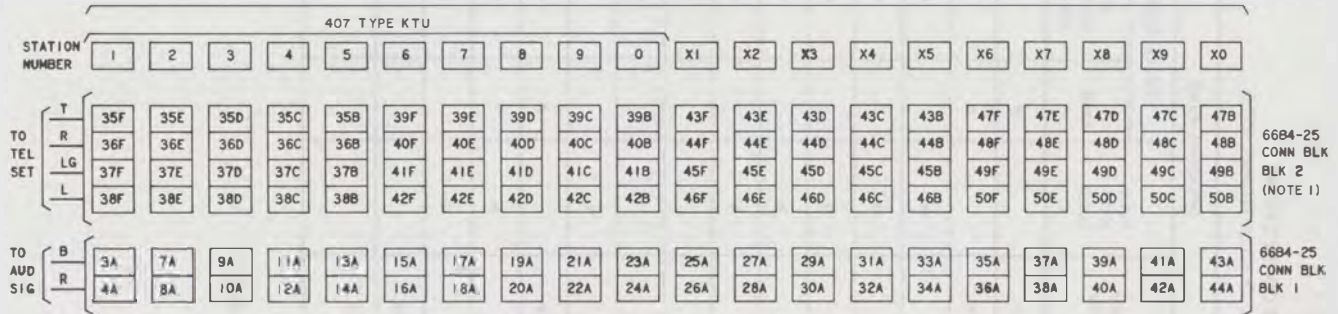 407 TYPE KTU
STATION NUMBER 1 2 3 4 5 6 7 8 9 0 X1 X2 X3 X4 X5 X6 X7 X8 X9 X0
TO TEL SET
T 35F 35E 35D 35C 35B 39F 39E 39D 39C 39B 43F 43E 43D 43C 43B 47F 47E 47D 47C 47B
R 36F 36E 36D 36C 36B 40F 40E 40D 40C 40B 44F 44E 44D 44C 44B 48F 48E 48D 48C 48B
LG 37F 37E 37D 37C 37B 41F 41E 41D 41C 41B 45F 45E 45D 45C 45B 49F 49E 49D 49C 49B
L 38F 38E 38D 38C 38B 42F 42E 42D 42C 42B 46F 46E 46D 46C 46B 50F 50E 50D 50C 50B
66B4-25
CONN BLK
BLK 2
(NOTE 1)
TO AUD SIG
B 3A 7A 9A 11A 13A 15A 17A 19A 21A 23A 25A 27A 29A 31A 33A 35A 37A 39A 41A 43A
R 4A 8A 10A 12A 14A 16A 18A 20A 22A 24A 26A 28A 30A 32A 34A 36A 38A 40A 42A 44A
66B4-25
CONN BLK
BLK 1